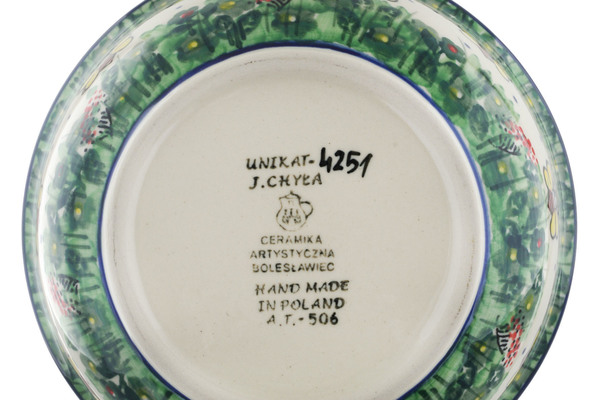 UNIKAT-4251
J. CHYŁA
CERAMIKA
ARTYSTYCZNA
BOLESŁAWIEC
HAND MADE
IN POLAND
A.T.-506